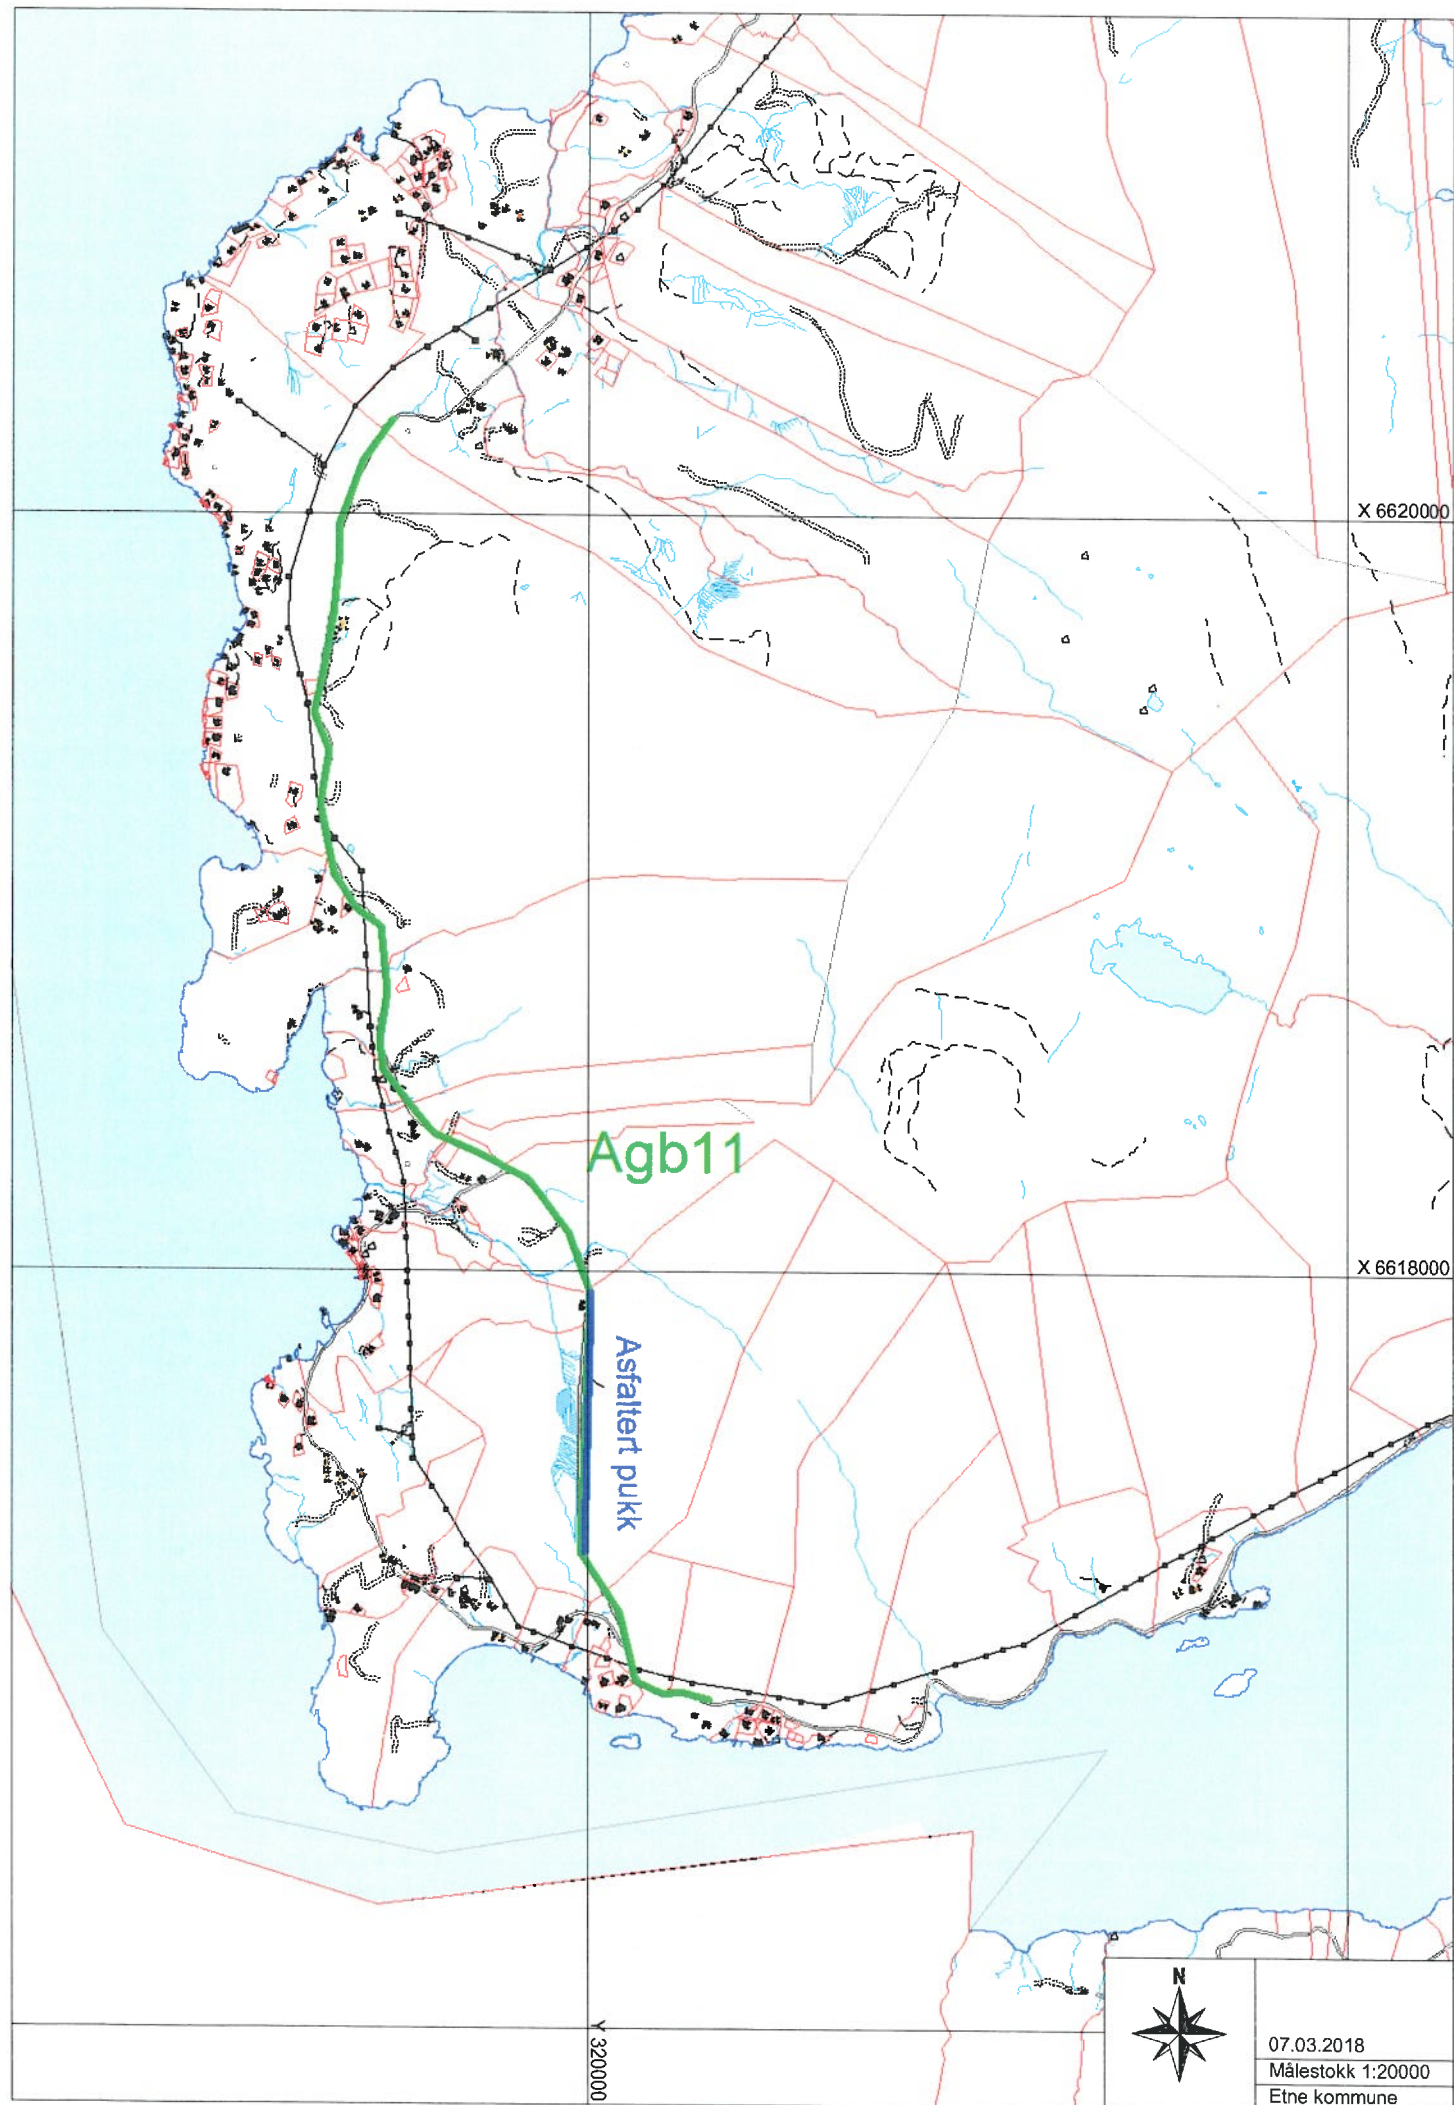 X 6620000
Agb11
X 6618000
Asfaltert pukk
Y 320000
N
07.03.2018
Målestokk 1:20000
Etne kommune